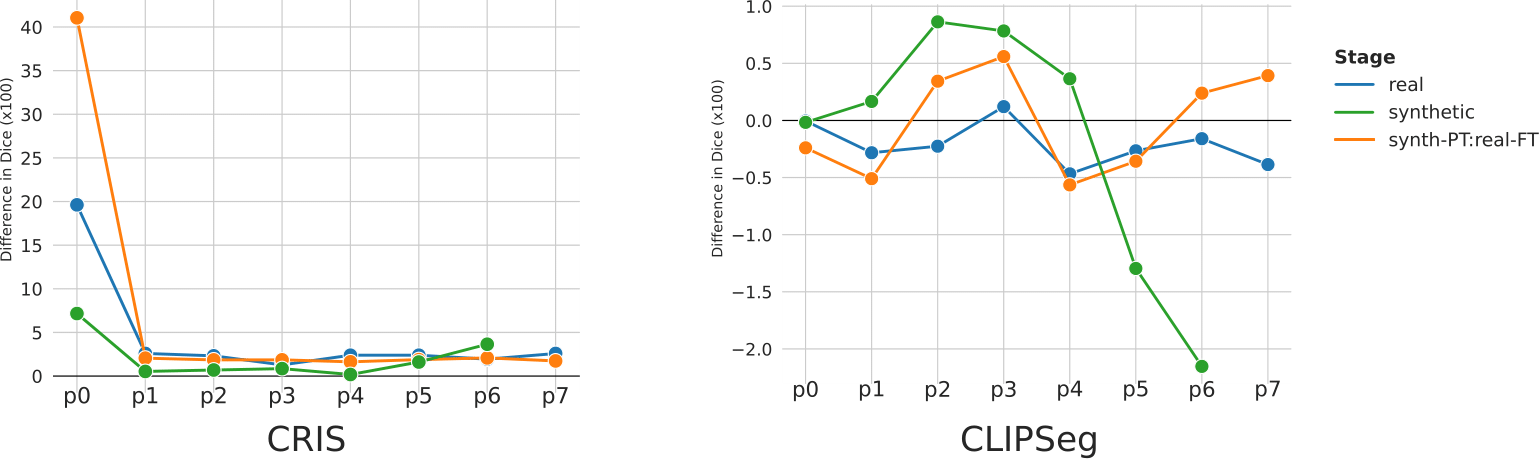 Difference in Dice (x100)
40
35
30
25
20
15
10
5
0
p0 p1 p2 p3 p4 p5 p6 p7
CRIS
Difference in Dice (x100)
1.0
0.5
0.0
−0.5
−1.0
−1.5
−2.0
p0 p1 p2 p3 p4 p5 p6 p7
CLIPSeg
Stage
real
synthetic
synth-PT:real-FT